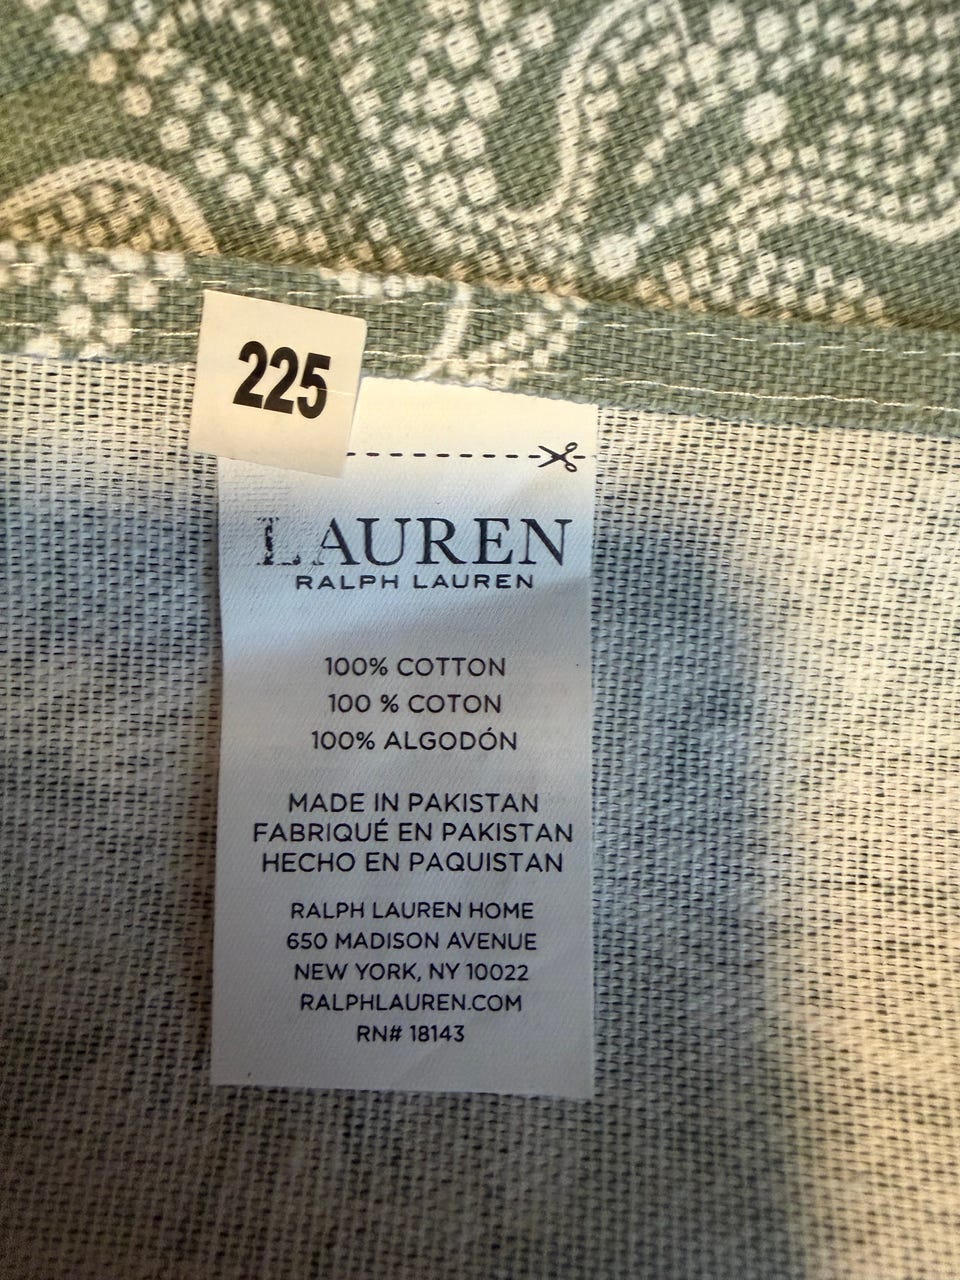 225
LAUREN
RALPH LAUREN
100% COTTON
100 % COTON
100% ALGODÓN
MADE IN PAKISTAN
FABRIQUÉ EN PAKISTAN
HECHO EN PAQUISTAN
RALPH LAUREN HOME
650 MADISON AVENUE
NEW YORK, NY 10022
RALPHLAUREN.COM
RN# 18143